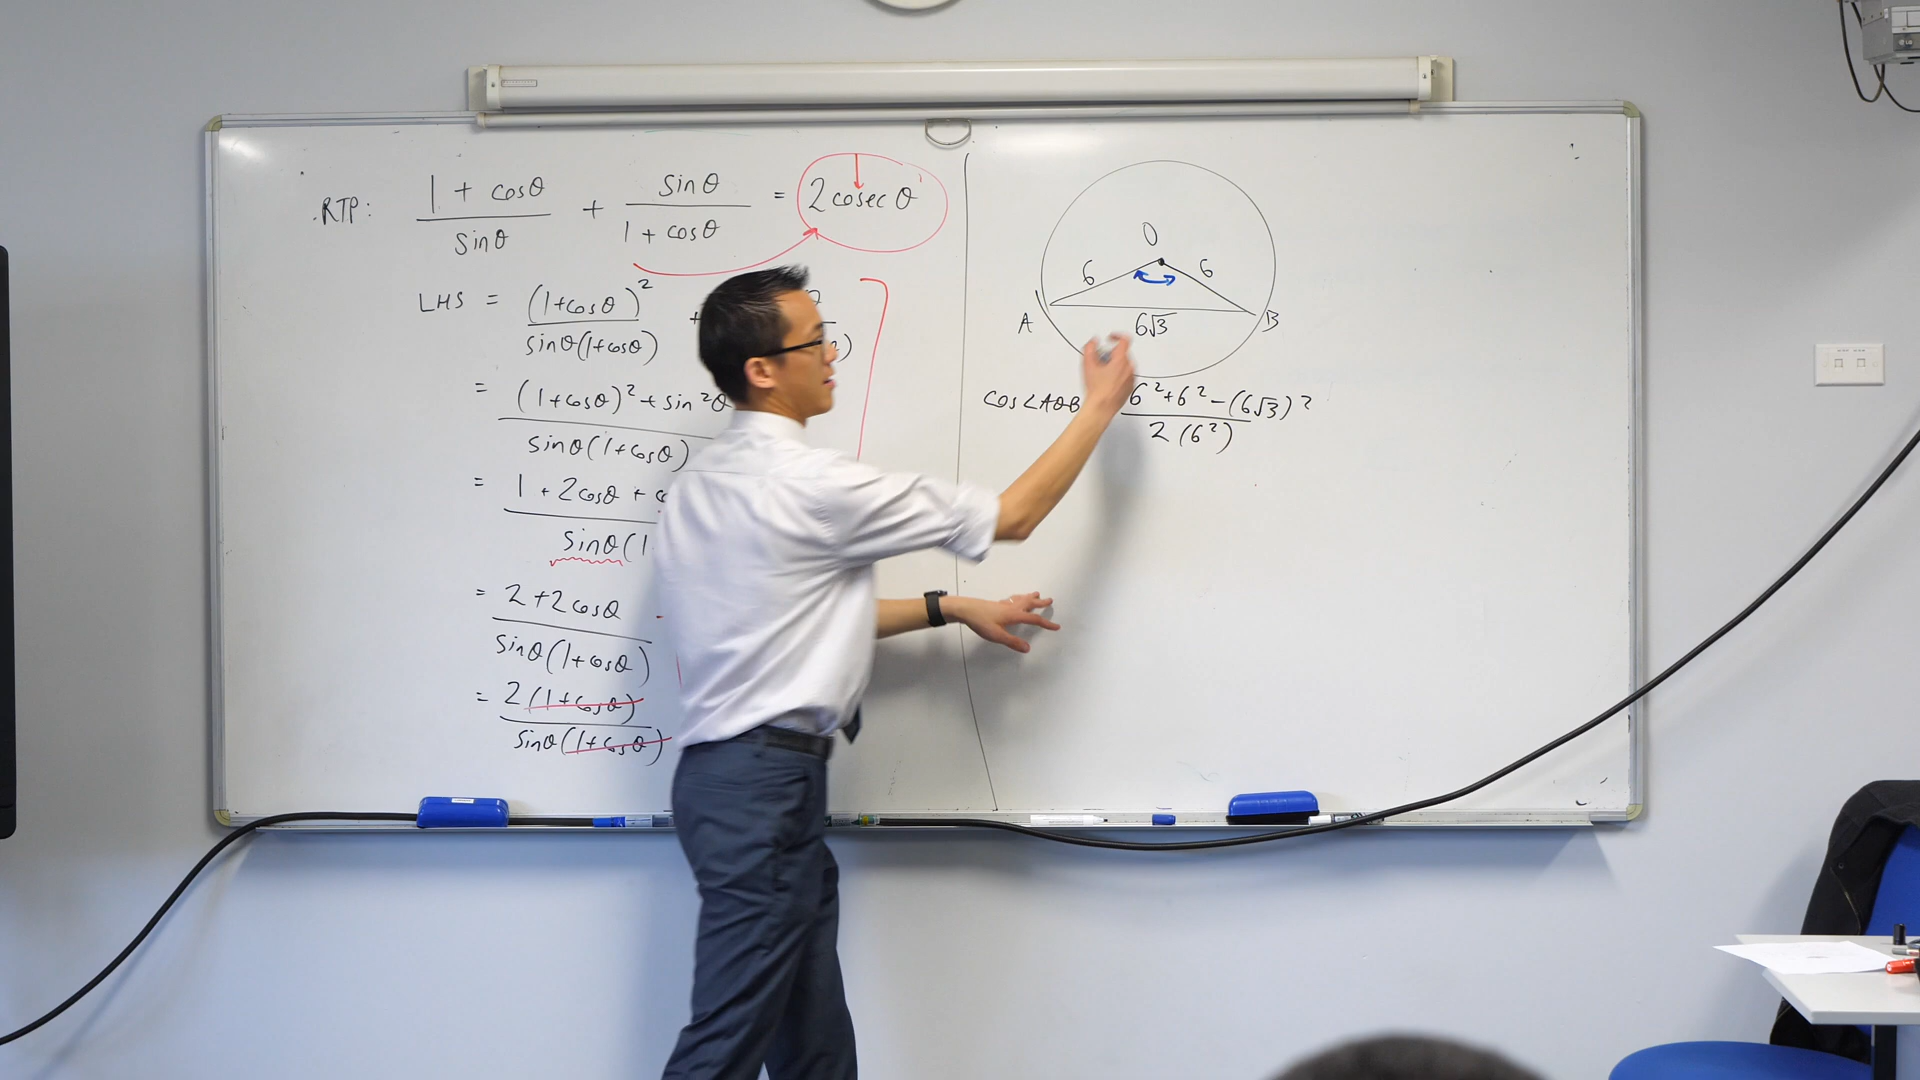 RTP: (1 + cosθ)/(sinθ) + (sinθ)/(1 + cosθ) = 2 cosec θ
LHS = (1+cosθ)²/(sinθ(1+cosθ)) +
= ((1+cosθ)² + sin²θ)/(sinθ(1+cosθ))
= (1 + 2cosθ +)/(sinθ(1
= (2+2cosθ)/(sinθ(1+cosθ))
= 2(1+cosθ)/(sinθ(1+cosθ))
O
6 6
A 6√3 B
cos∠AOB (6²+6²-(6√3)²)/(2(6²))